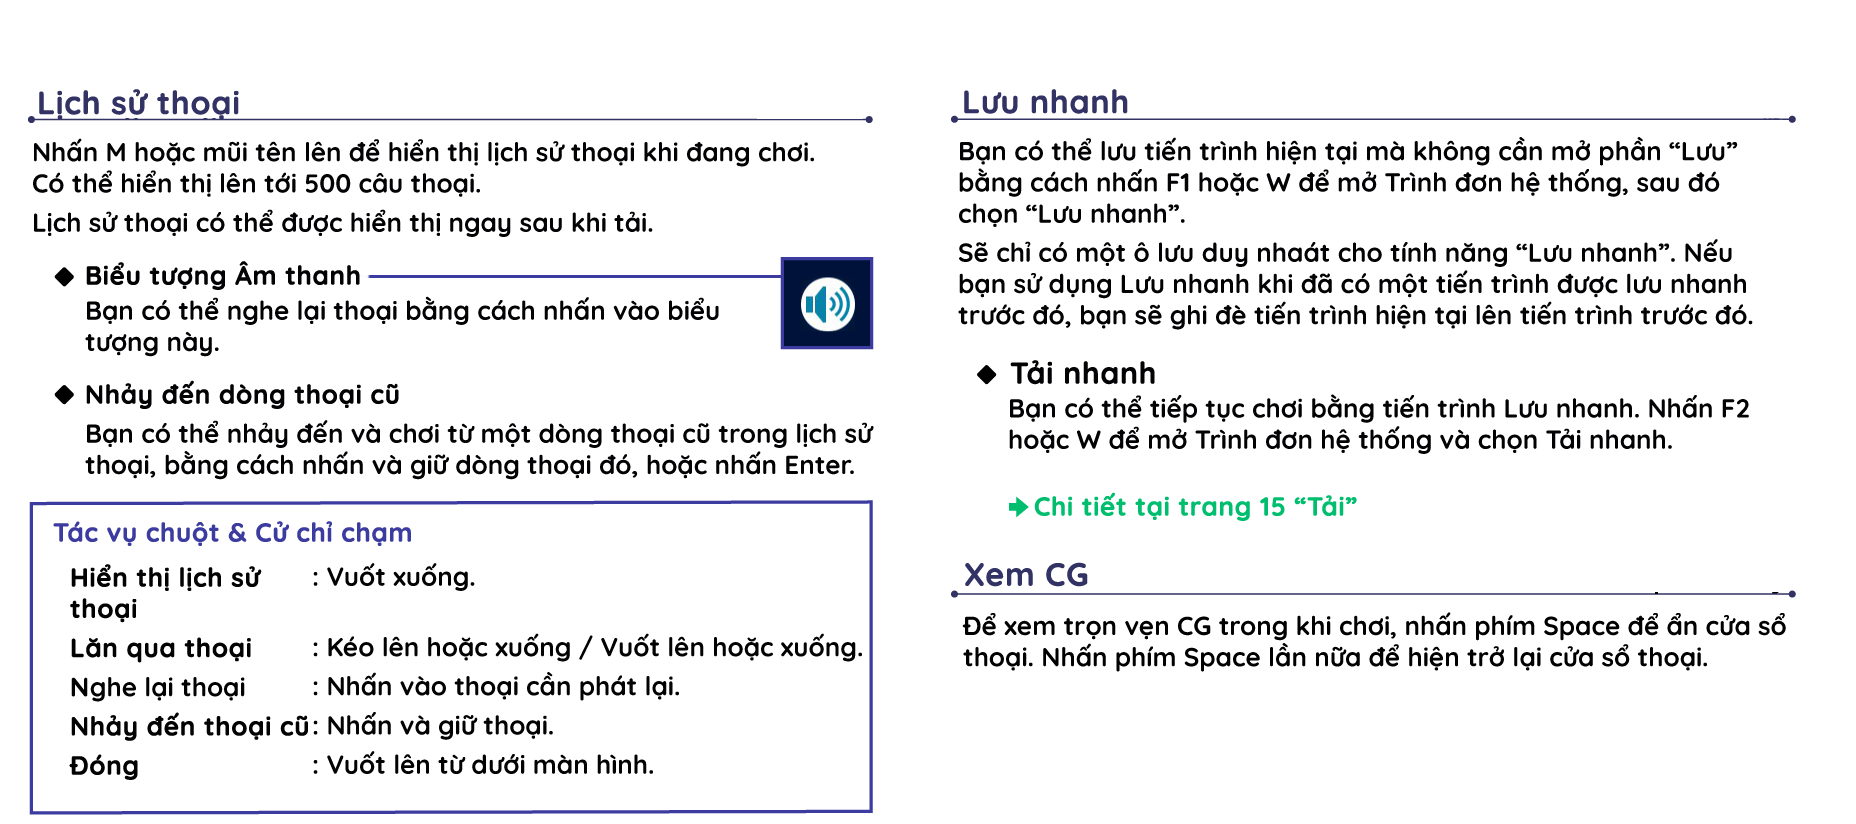 Lịch sử thoại
Nhấn M hoặc mũi tên lên để hiển thị lịch sử thoại khi đang chơi.
Có thể hiển thị lên tới 500 câu thoại.
Lịch sử thoại có thể được hiển thị ngay sau khi tải.
◆ Biểu tượng Âm thanh
Bạn có thể nghe lại thoại bằng cách nhấn vào biểu
tượng này.
◆ Nhảy đến dòng thoại cũ
Bạn có thể nhảy đến và chơi từ một dòng thoại cũ trong lịch sử
thoại, bằng cách nhấn và giữ dòng thoại đó, hoặc nhấn Enter.
Tác vụ chuột & Cử chỉ chạm
Hiển thị lịch sử : Vuốt xuống.
thoại
Lăn qua thoại : Kéo lên hoặc xuống / Vuốt lên hoặc xuống.
Nghe lại thoại : Nhấn vào thoại cần phát lại.
Nhảy đến thoại cũ : Nhấn và giữ thoại.
Đóng : Vuốt lên từ dưới màn hình.
Lưu nhanh
Bạn có thể lưu tiến trình hiện tại mà không cần mở phần “Lưu”
bằng cách nhấn F1 hoặc W để mở Trình đơn hệ thống, sau đó
chọn “Lưu nhanh”.
Sẽ chỉ có một ô lưu duy nhaát cho tính năng “Lưu nhanh”. Nếu
bạn sử dụng Lưu nhanh khi đã có một tiến trình được lưu nhanh
trước đó, bạn sẽ ghi đè tiến trình hiện tại lên tiến trình trước đó.
◆ Tải nhanh
Bạn có thể tiếp tục chơi bằng tiến trình Lưu nhanh. Nhấn F2
hoặc W để mở Trình đơn hệ thống và chọn Tải nhanh.
Chi tiết tại trang 15 “Tải”
Xem CG
Để xem trọn vẹn CG trong khi chơi, nhấn phím Space để ẩn cửa sổ
thoại. Nhấn phím Space lần nữa để hiện trở lại cửa sổ thoại.